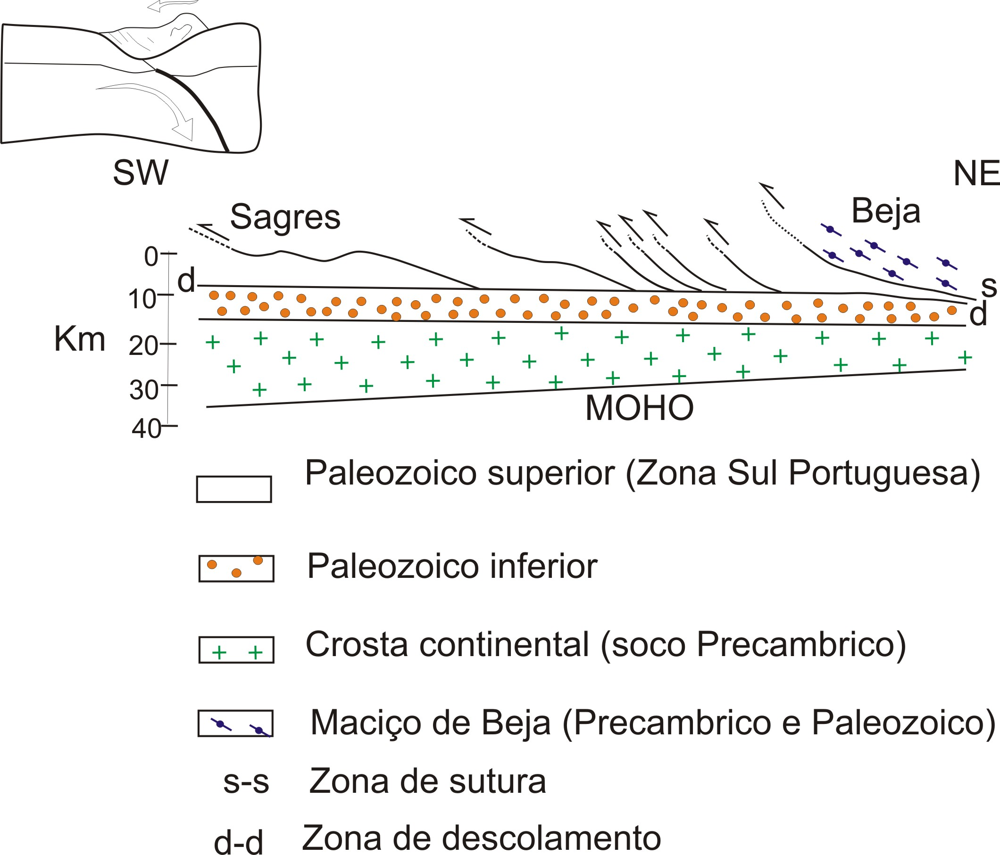 SW
NE
Sagres
Beja
0
d
s
10
d
Km
20
30
MOHO
40
Paleozoico superior (Zona Sul Portuguesa)
Paleozoico inferior
Crosta continental (soco Precambrico)
Maciço de Beja (Precambrico e Paleozoico)
s-s Zona de sutura
d-d Zona de descolamento